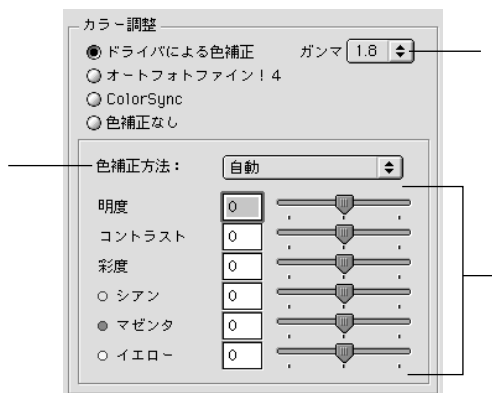 カラー調整
ドライバによる色補正 ガンマ 1.8
オートフォトファイン！4
ColorSync
色補正なし
色補正方法： 自動
明度 0
コントラスト 0
彩度 0
シアン 0
マゼンタ 0
イエロー 0